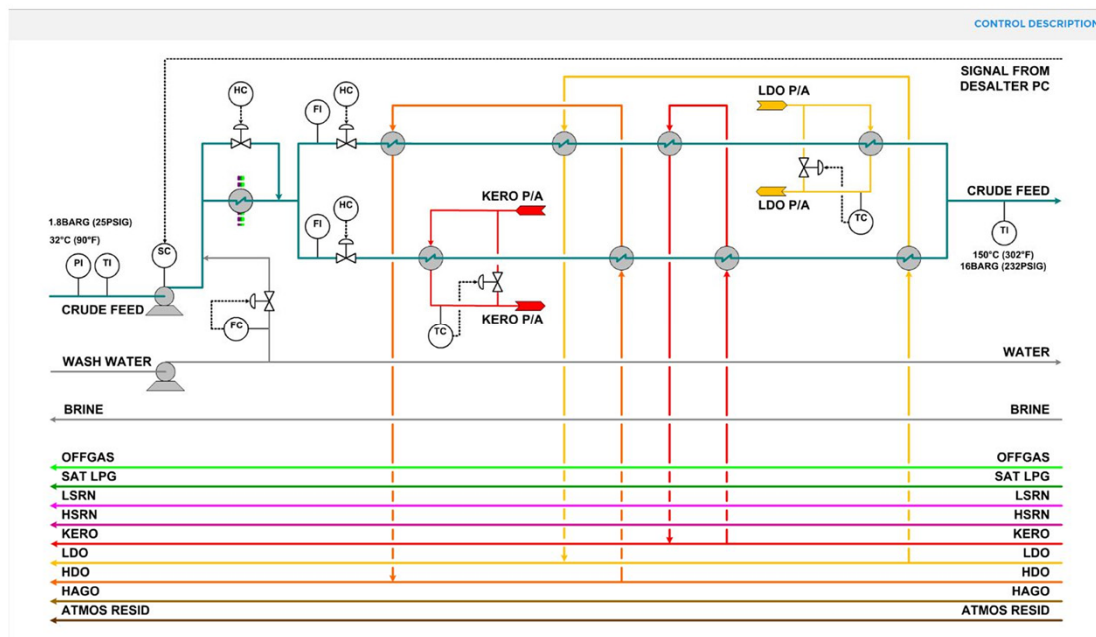 CONTROL DESCRIPTION
SIGNAL FROM
DESALTER PC
HC
HC
FI
LDO P/A
LDO P/A
TC
KERO P/A
KERO P/A
HC
FI
TC
CRUDE FEED
TI
150°C (302°F)
16BARG (232PSIG)
1.8BARG (25PSIG)
32°C (90°F)
PI
TI
SC
CRUDE FEED
FC
WASH WATER
WATER
BRINE
BRINE
OFFGAS
OFFGAS
SAT LPG
SAT LPG
LSRN
LSRN
HSRN
HSRN
KERO
KERO
LDO
LDO
HDO
HDO
HAGO
HAGO
ATMOS RESID
ATMOS RESID